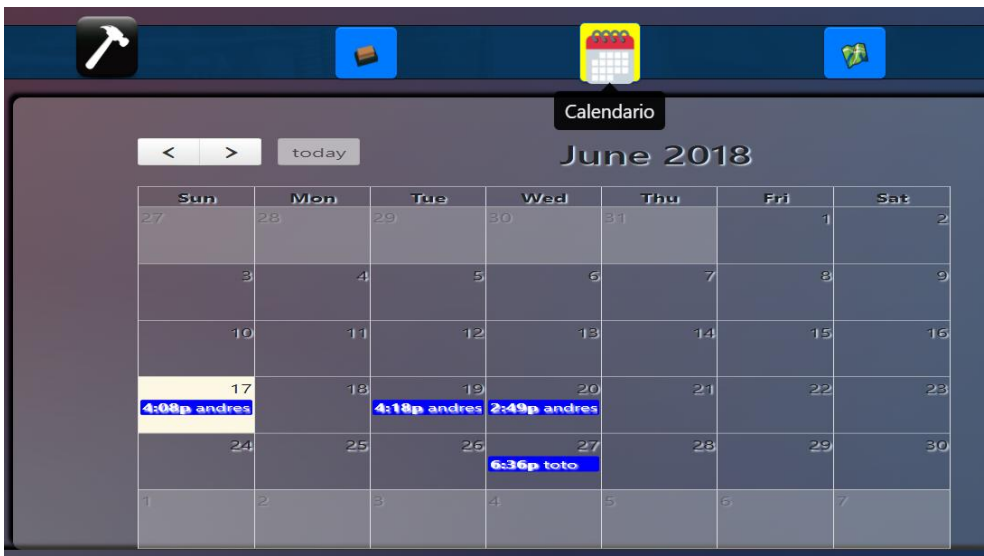 Calendario
< > today June 2018
Sun Mon Tue Wed Thu Fri Sat
27 28 29 30 31 1 2
3 4 5 6 7 8 9
10 11 12 13 14 15 16
17 18 19 20 21 22 23
4:08p andres 4:18p andres 2:49p andres
24 25 26 27 28 29 30
6:36p toto
1 2 3 4 5 6 7